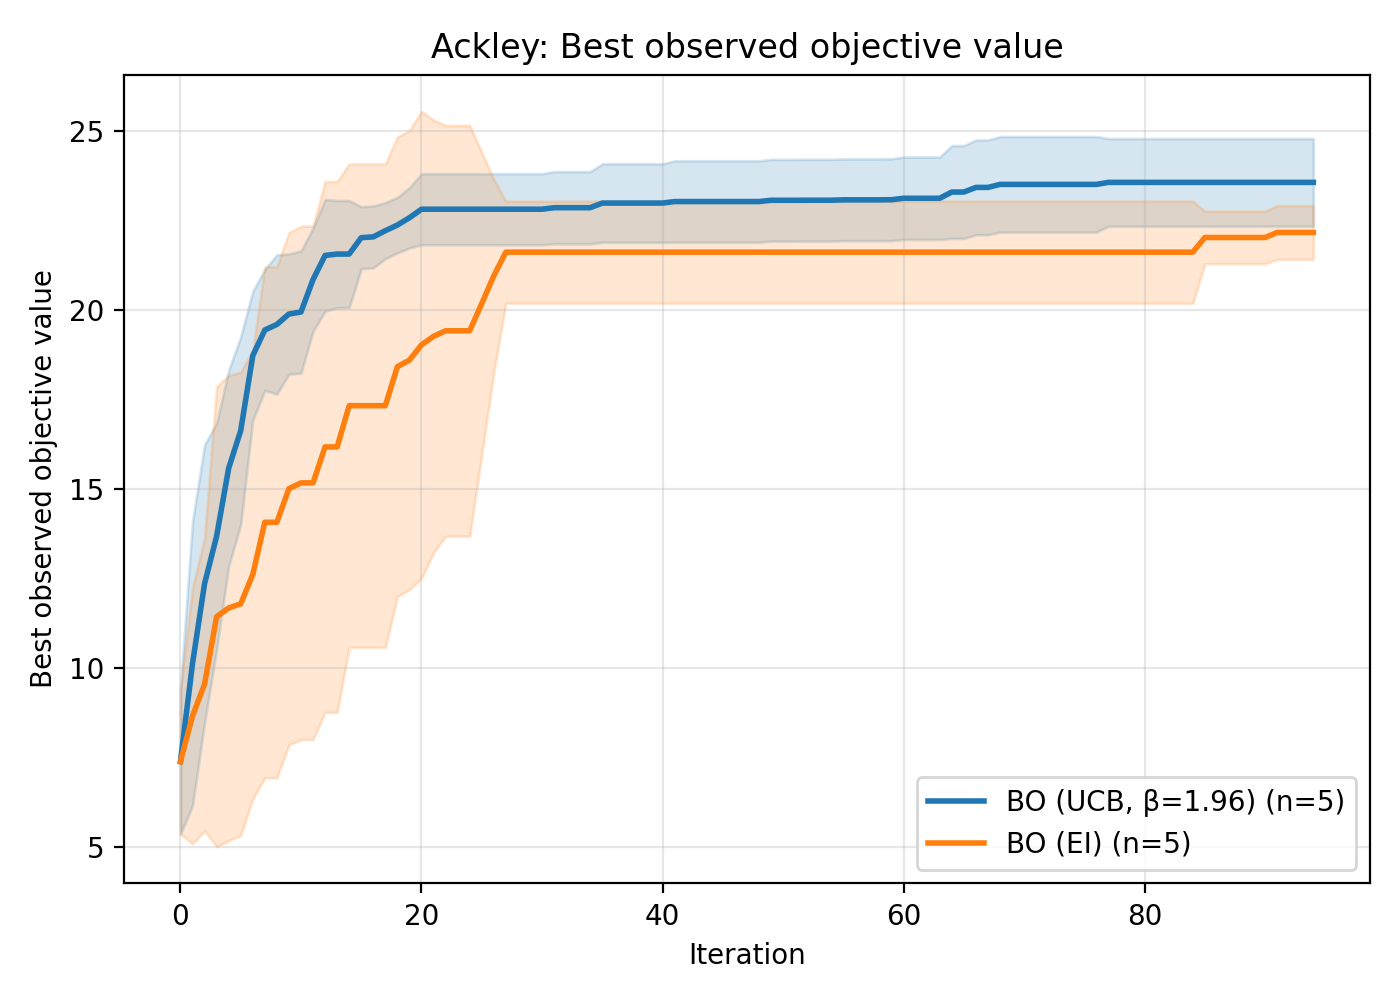 Ackley: Best observed objective value
Best observed objective value
25
20
15
10
5
0 20 40 60 80
Iteration
BO (UCB, β=1.96) (n=5)
BO (EI) (n=5)